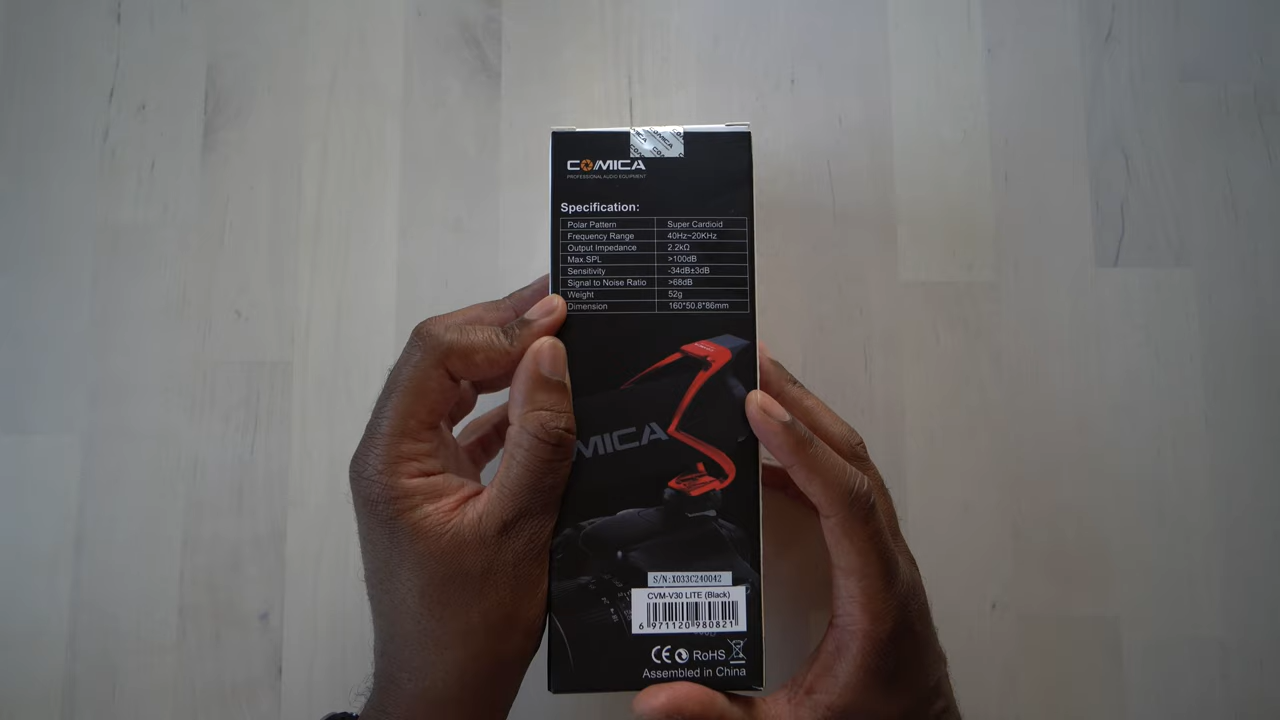 COMICA
COMICA
PROFESSIONAL AUDIO EQUIPMENT
Specification:
Polar Pattern Super Cardioid
Frequency Range 40Hz~20KHz
Output Impedance 2.2kΩ
Max.SPL >100dB
Sensitivity -34dB±3dB
Signal to Noise Ratio >68dB
Weight 52g
Dimension 160*50.8*86mm
MICA
S/N:X033C240042
CVM-V30 LITE (Black)
6 971120 980821
CE RoHS
Assembled in China